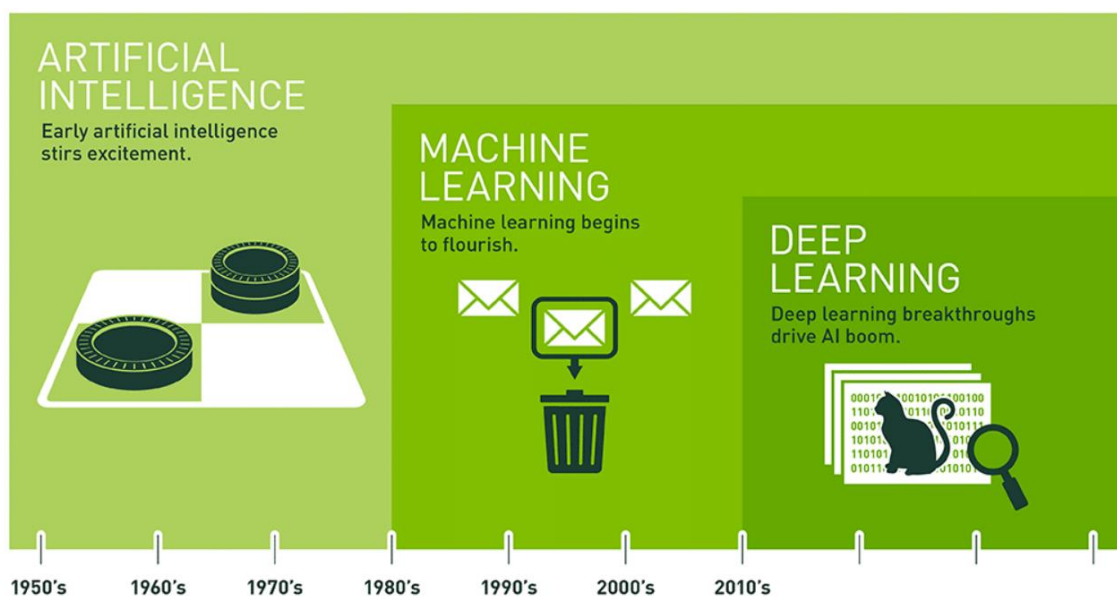 ARTIFICIAL
INTELLIGENCE
Early artificial intelligence
stirs excitement.
MACHINE
LEARNING
Machine learning begins
to flourish.
DEEP
LEARNING
Deep learning breakthroughs
drive AI boom.
1950's
1960's
1970's
1980's
1990's
2000's
2010's